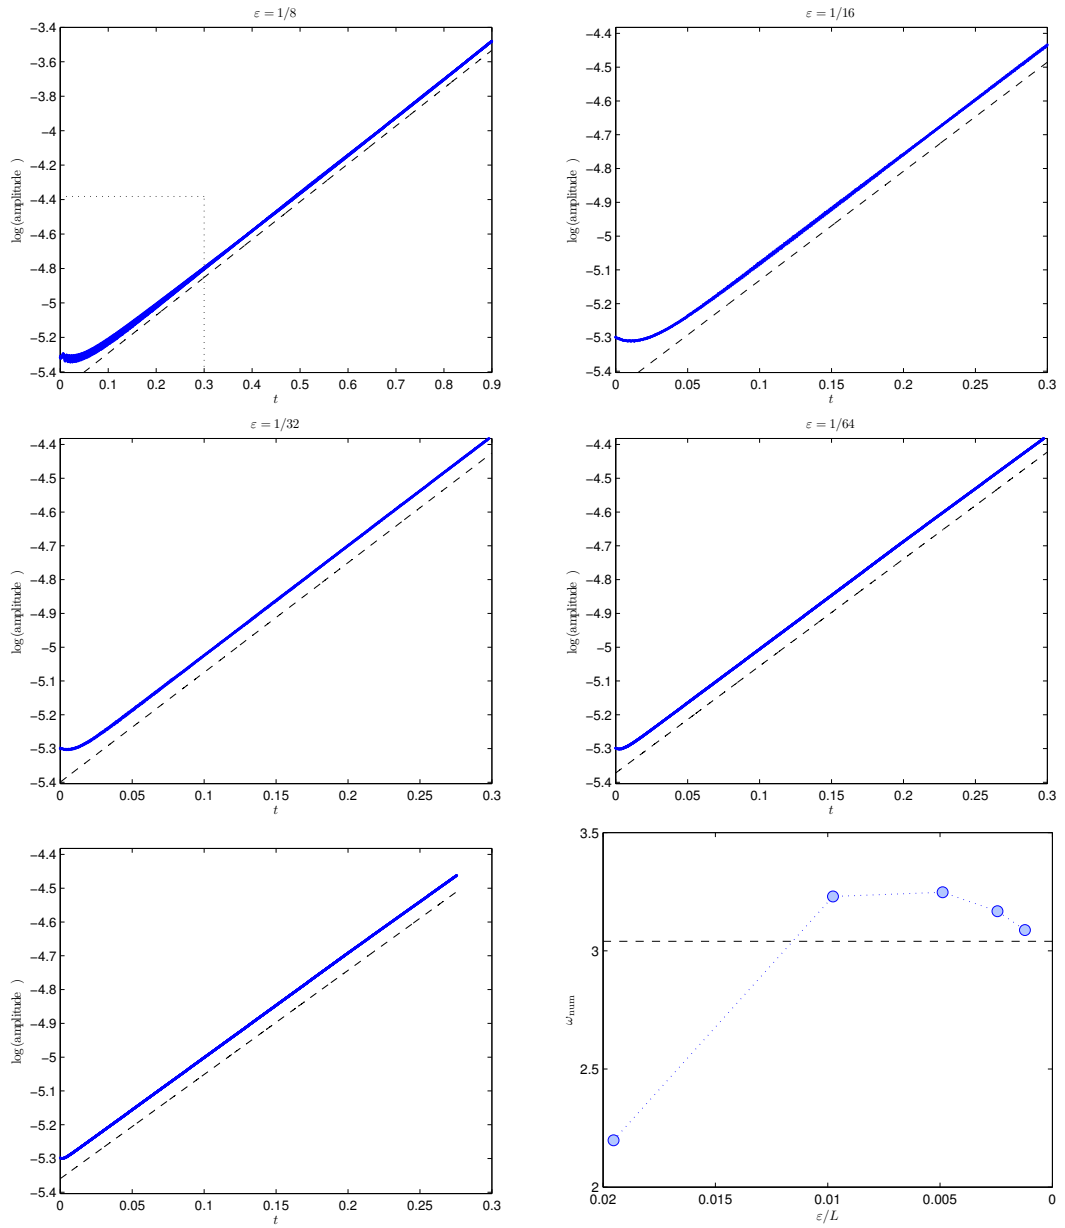 ε = 1/8
−3.4
−3.6
−3.8
−4
−4.2
−4.4
−4.6
−4.8
−5
−5.2
−5.4
log(amplitude )
0 0.1 0.2 0.3 0.4 0.5 0.6 0.7 0.8 0.9
t
ε = 1/16
−4.4
−4.5
−4.6
−4.7
−4.8
−4.9
−5
−5.1
−5.2
−5.3
−5.4
log(amplitude )
0 0.05 0.1 0.15 0.2 0.25 0.3
t
ε = 1/32
−4.4
−4.5
−4.6
−4.7
−4.8
−4.9
−5
−5.1
−5.2
−5.3
−5.4
log(amplitude )
0 0.05 0.1 0.15 0.2 0.25 0.3
t
ε = 1/64
−4.4
−4.5
−4.6
−4.7
−4.8
−4.9
−5
−5.1
−5.2
−5.3
−5.4
log(amplitude )
0 0.05 0.1 0.15 0.2 0.25 0.3
t
−4.4
−4.5
−4.6
−4.7
−4.8
−4.9
−5
−5.1
−5.2
−5.3
−5.4
log(amplitude )
0 0.05 0.1 0.15 0.2 0.25 0.3
t
3.5
3
2.5
2
ωnum
0.02 0.015 0.01 0.005 0
ε/L